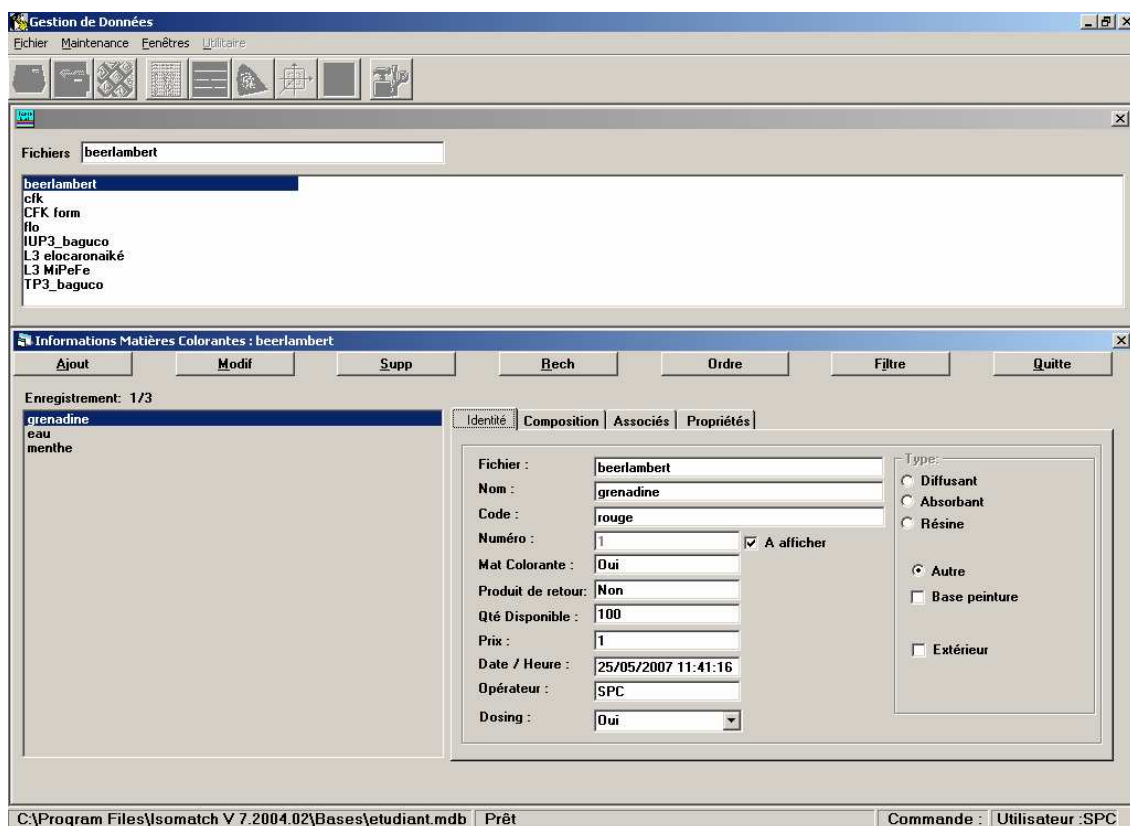 Gestion de Données
Fichier Maintenance Fenêtres Utilitaire
Fichiers beerlambert
beerlambert
cfk
CFK form
flo
IUP3_baguco
L3 elocaronaiké
L3 MiPeFe
TP3_baguco
Informations Matières Colorantes : beerlambert
Ajout Modif Supp Rech Ordre Filtre Quitte
Enregistrement: 1/3
grenadine
eau
menthe
Identité Composition Associés Propriétés
Fichier : beerlambert
Nom : grenadine
Code : rouge
Numéro : 1 A afficher
Mat Colorante : Oui
Produit de retour: Non
Qté Disponible : 100
Prix : 1
Date / Heure : 25/05/2007 11:41:16
Opérateur : SPC
Dosing : Oui
Type:
Diffusant
Absorbant
Résine
Autre
Base peinture
Extérieur
C:\Program Files\Isomatch V 7.2004.02\Bases\etudiant.mdb Prêt Commande : Utilisateur :SPC